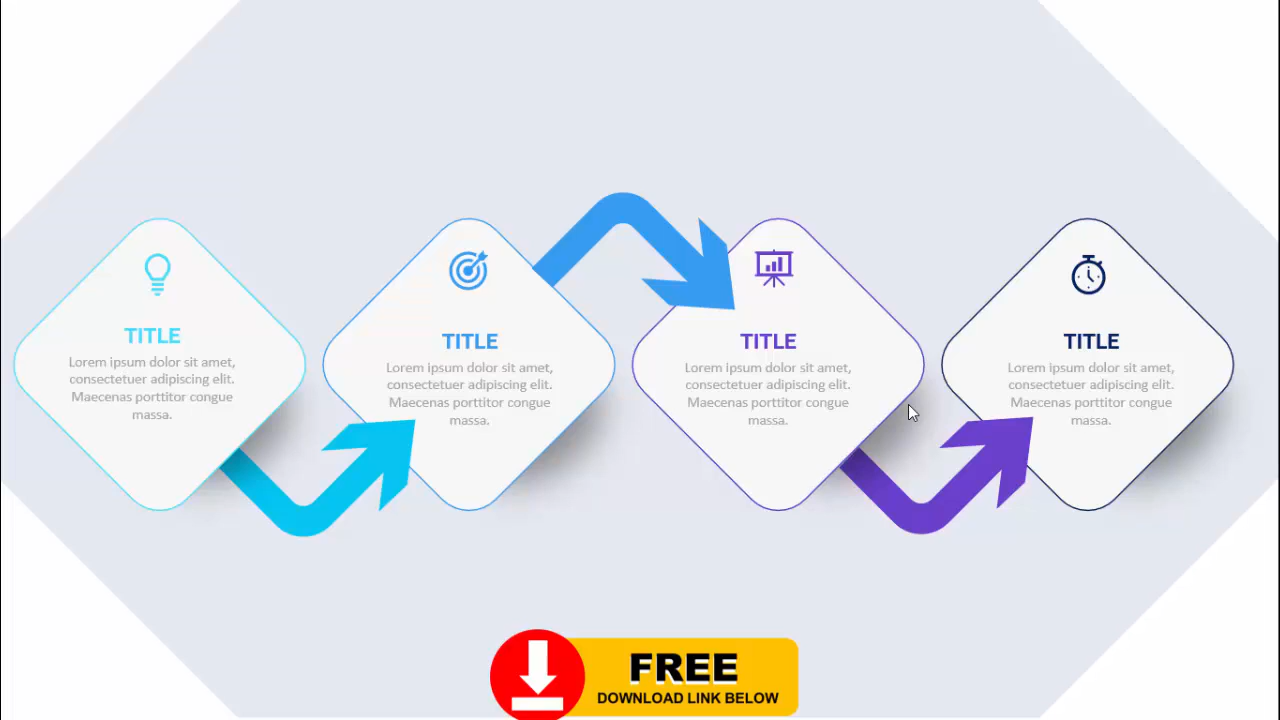 TITLE
Lorem ipsum dolor sit amet,
consectetuer adipiscing elit.
Maecenas porttitor congue
massa.
TITLE
Lorem ipsum dolor sit amet,
consectetuer adipiscing elit.
Maecenas porttitor congue
massa.
TITLE
Lorem ipsum dolor sit amet,
consectetuer adipiscing elit.
Maecenas porttitor congue
massa.
TITLE
Lorem ipsum dolor sit amet,
consectetuer adipiscing elit.
Maecenas porttitor congue
massa.
FREE
DOWNLOAD LINK BELOW